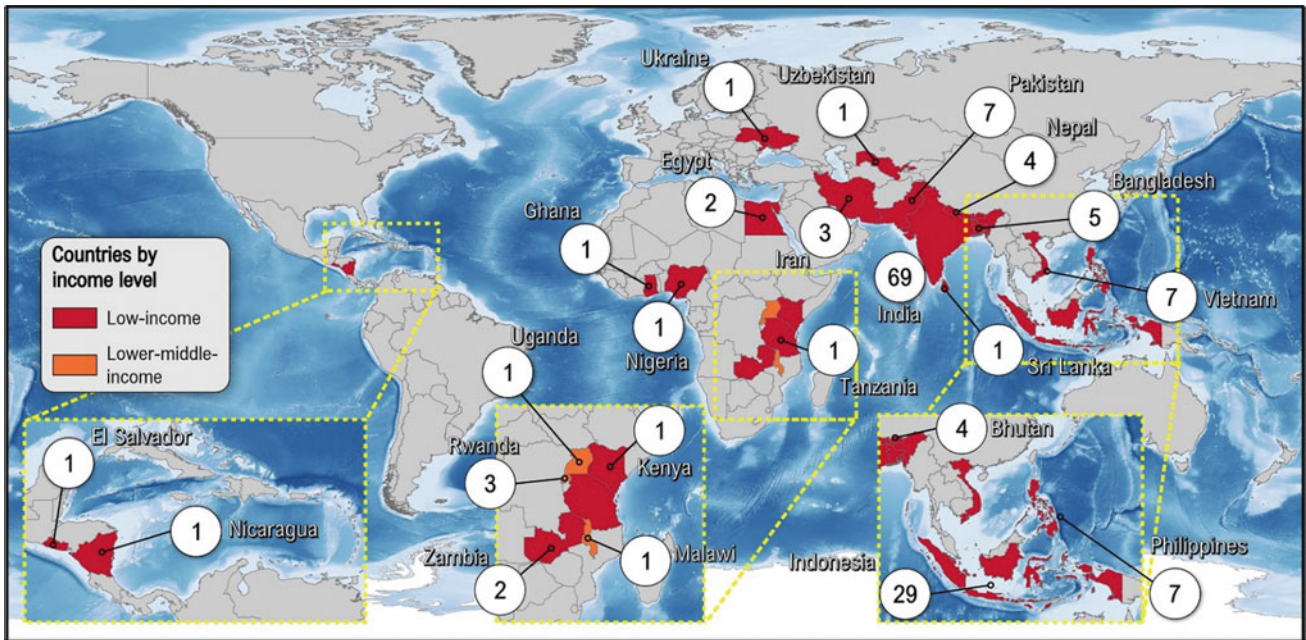 Ukraine
1
Uzbekistan
1
Pakistan
7
Nepal
4
Bangladesh
5
Egypt
2
Ghana
1
Iran
3
Countries by
income level
Low-income
Lower-middle-
income
69
India
7
Vietnam
1
Nigeria
1
Tanzania
1
Sri Lanka
Uganda
1
Rwanda
3
1
Kenya
Zambia
2
1
Malawi
El Salvador
1
1
Nicaragua
4
Bhutan
Indonesia
29
Philippines
7